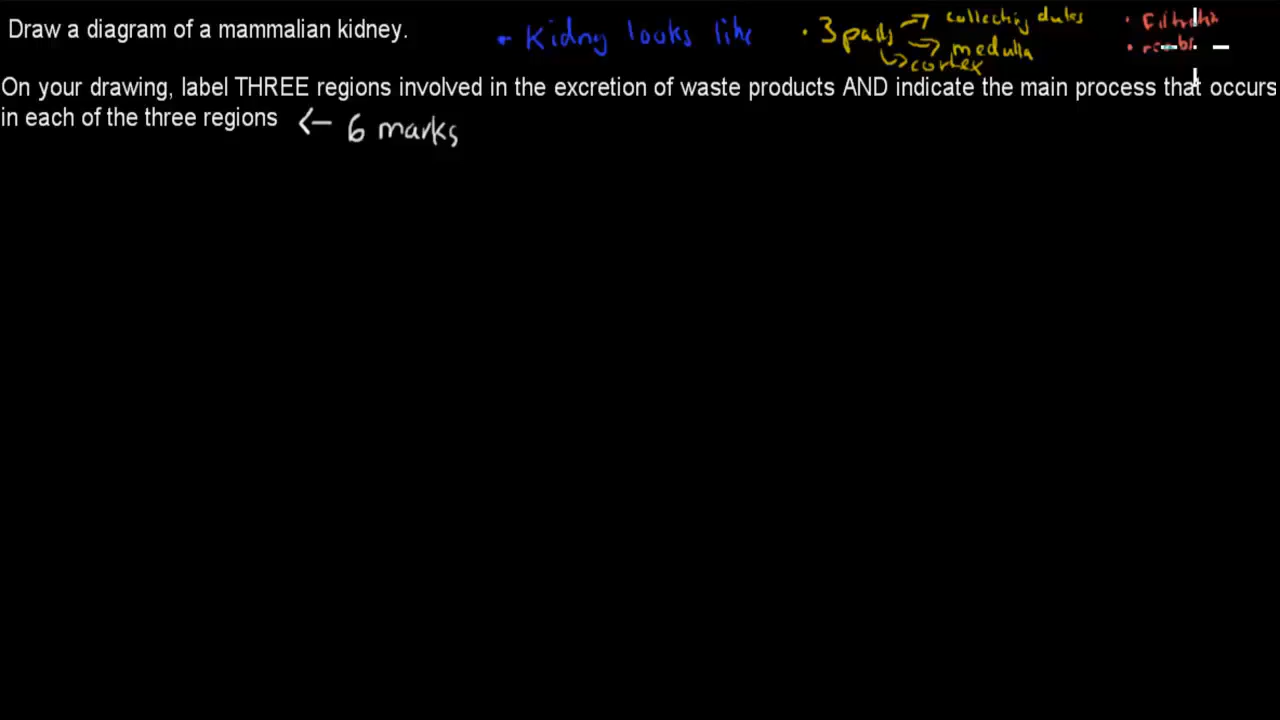 Draw a diagram of a mammalian kidney.
• Kidny looks like
• 3 parts → collecting ducts
→ medulla
↳ cortex
On your drawing, label THREE regions involved in the excretion of waste products AND indicate the main process that occurs
in each of the three regions ← 6 marks